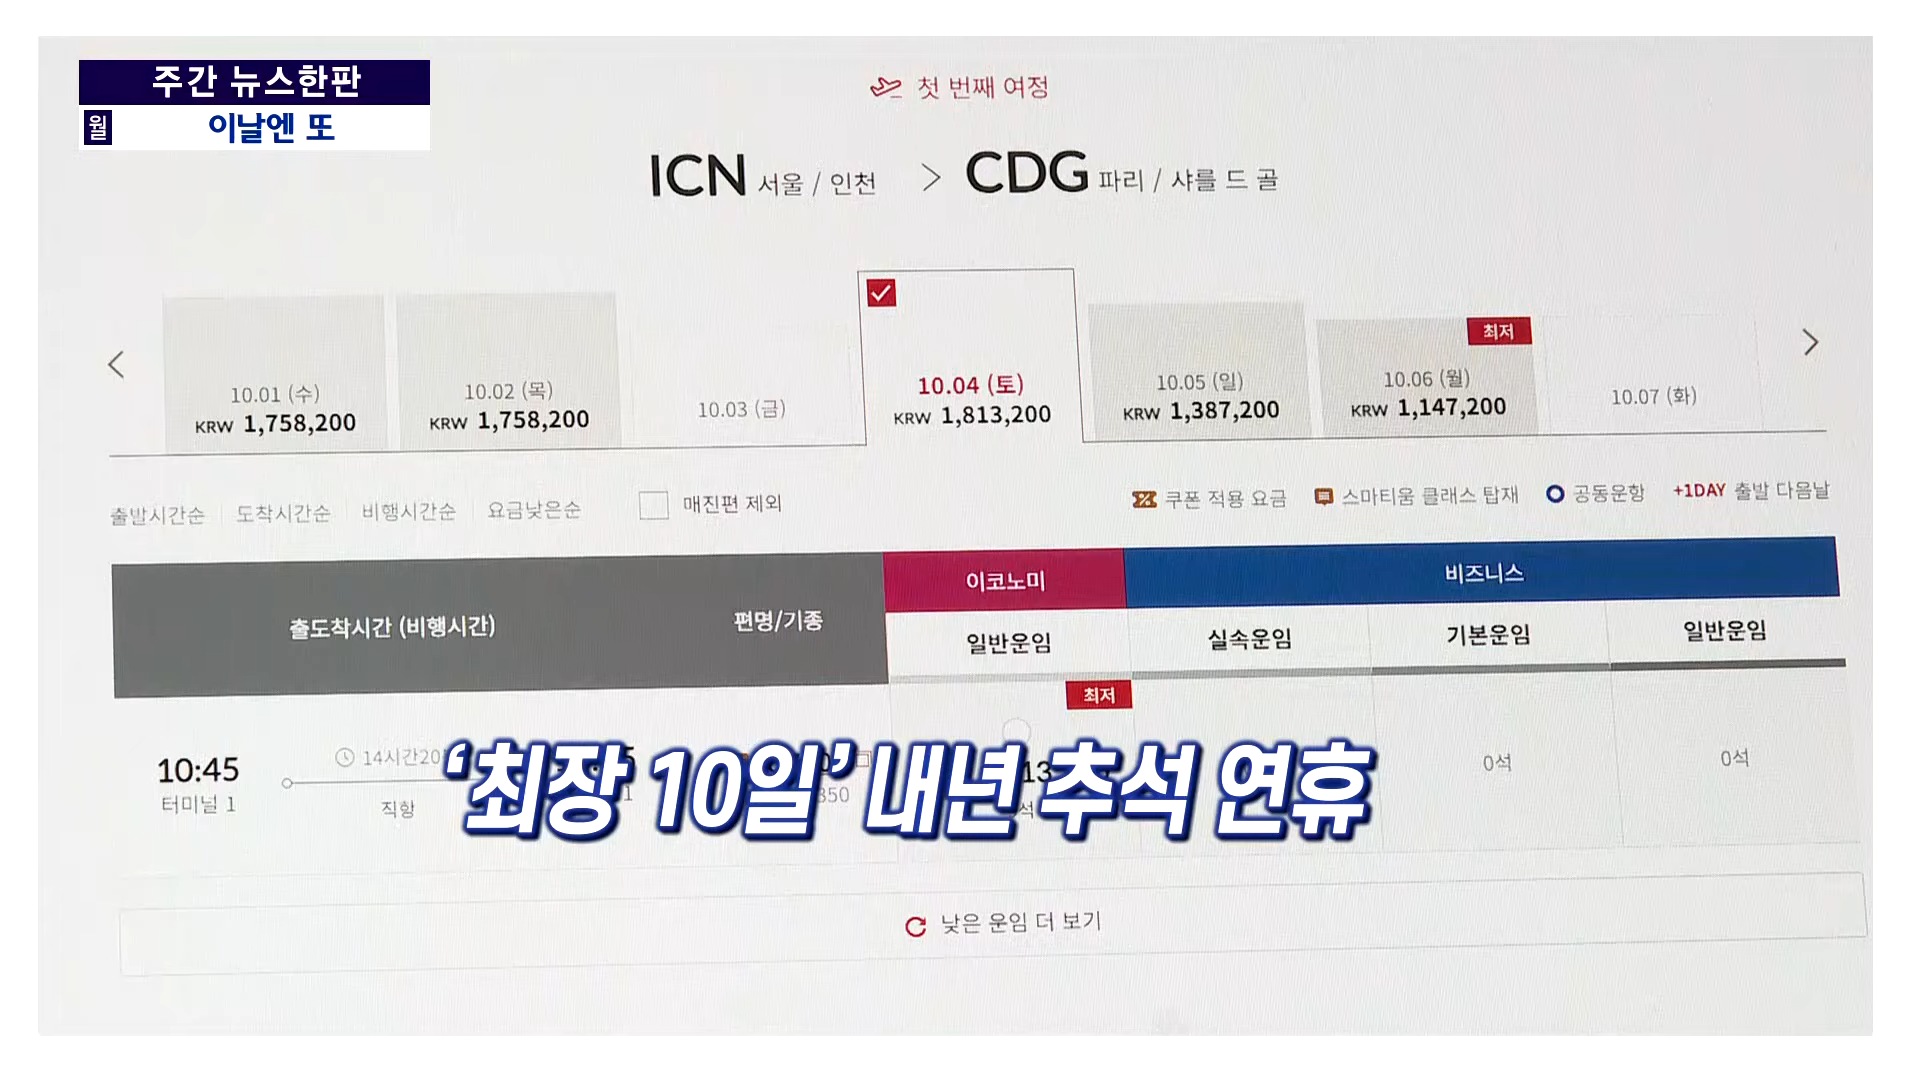 주간 뉴스한판
월 이날엔 또
첫 번째 여정
ICN 서울 / 인천 > CDG 파리 / 샤를 드 골
최저
10.01 (수) 10.02 (목) 10.03 (금) 10.04 (토) 10.05 (일) 10.06 (월) 10.07 (화)
KRW 1,758,200 KRW 1,758,200 KRW 1,813,200 KRW 1,387,200 KRW 1,147,200
출발시간순 도착시간순 비행시간순 요금낮은순 매진편 제외 쿠폰 적용 요금 스마티움 클래스 탑재 공동운항 +1DAY 출발 다음날
이코노미 비즈니스
출도착시간 (비행시간) 편명/기종
일반운임 실속운임 기본운임 일반운임
최저
10:45 14시간20 0석 0석
터미널 1 직항
‘최장 10일’ 내년 추석 연휴
낮은 운임 더 보기